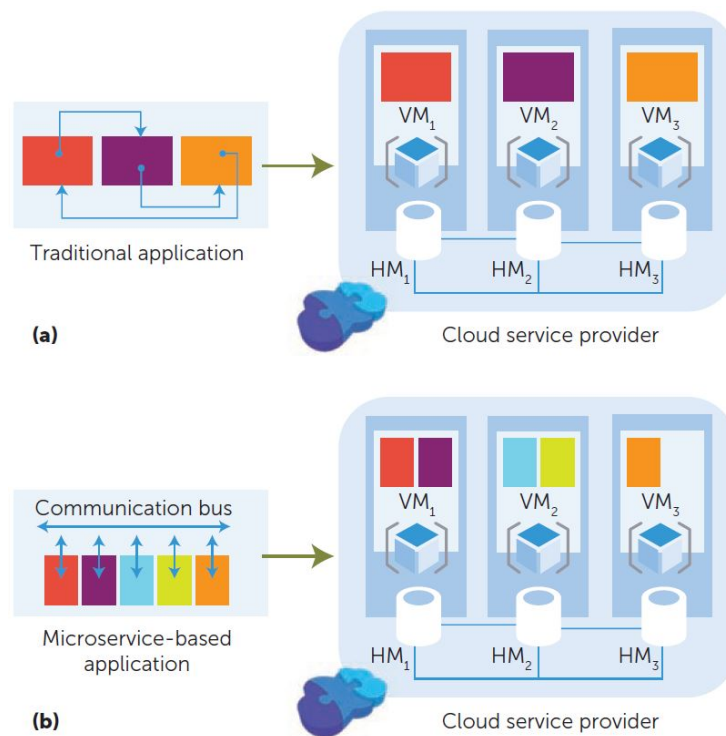 VM₁ VM₂ VM₃
Traditional application
HM₁ HM₂ HM₃
(a)
Cloud service provider
Communication bus
VM₁ VM₂ VM₃
Microservice-based
application
HM₁ HM₂ HM₃
(b)
Cloud service provider